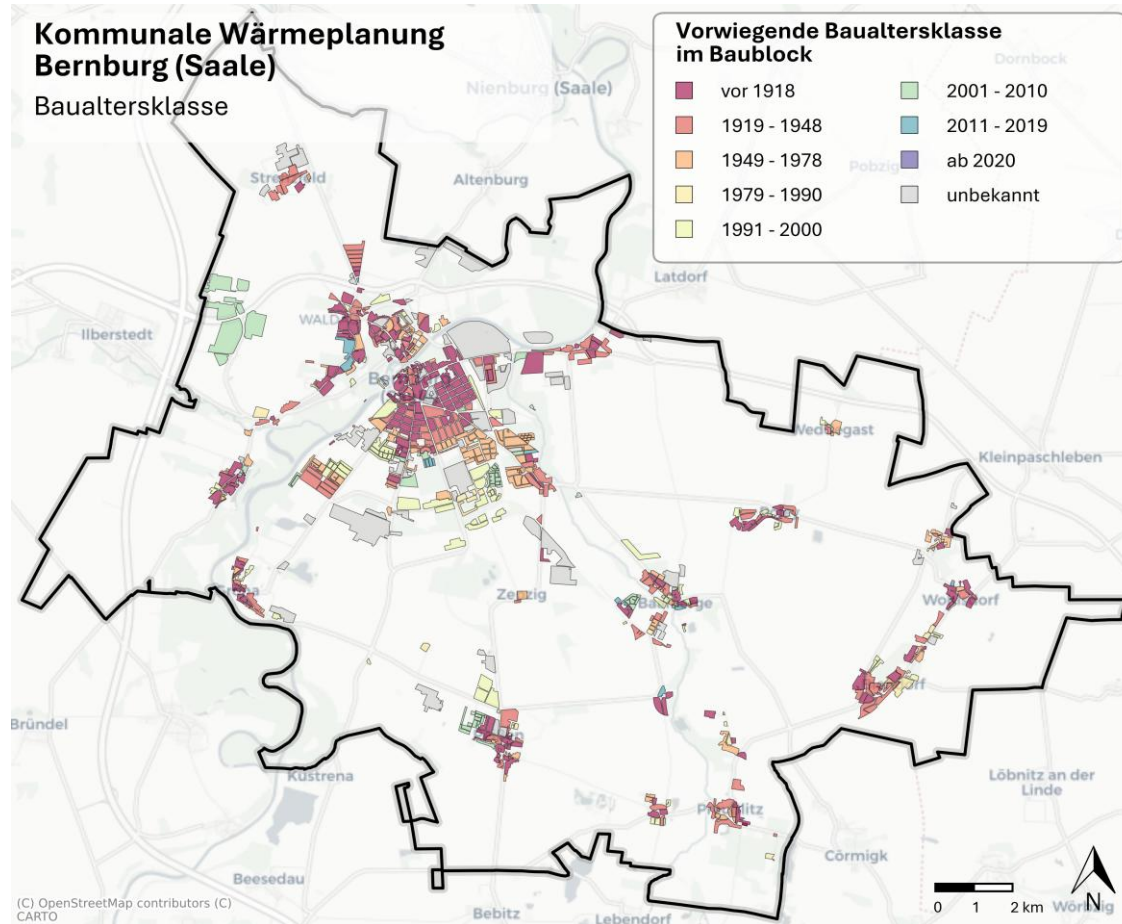 Kommunale Wärmeplanung
Bernburg (Saale)
Baualtersklasse
Vorwiegende Baualtersklasse
im Baublock
vor 1918
1919 - 1948
1949 - 1978
1979 - 1990
1991 - 2000
2001 - 2010
2011 - 2019
ab 2020
unbekannt
Nienburg (Saale)
Dornbock
Pobzig
Altenburg
Latdorf
Ilberstedt
WALD
Kleinpaschleben
Bründel
Küstrena
Löbnitz an der
Linde
Cörmigk
Beesedau
Bebitz
Lebendorf
Wörbzig
0
1
2 km
N
(C) OpenStreetMap contributors (C)
CARTO